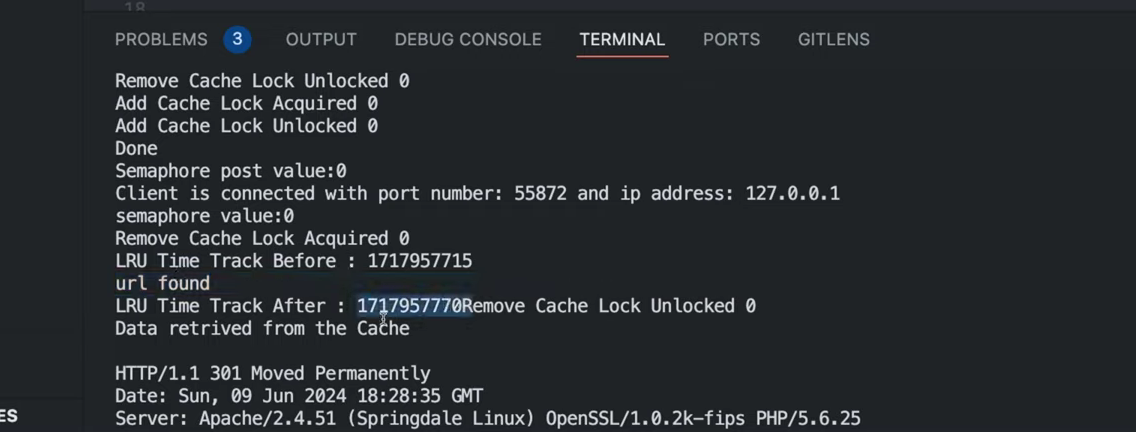 18
PROBLEMS 3 OUTPUT DEBUG CONSOLE TERMINAL PORTS GITLENS
Remove Cache Lock Unlocked 0
Add Cache Lock Acquired 0
Add Cache Lock Unlocked 0
Done
Semaphore post value:0
Client is connected with port number: 55872 and ip address: 127.0.0.1
semaphore value:0
Remove Cache Lock Acquired 0
LRU Time Track Before : 1717957715
url found
LRU Time Track After : 1717957770Remove Cache Lock Unlocked 0
Data retrived from the Cache
HTTP/1.1 301 Moved Permanently
Date: Sun, 09 Jun 2024 18:28:35 GMT
ES
Server: Apache/2.4.51 (Springdale Linux) OpenSSL/1.0.2k-fips PHP/5.6.25